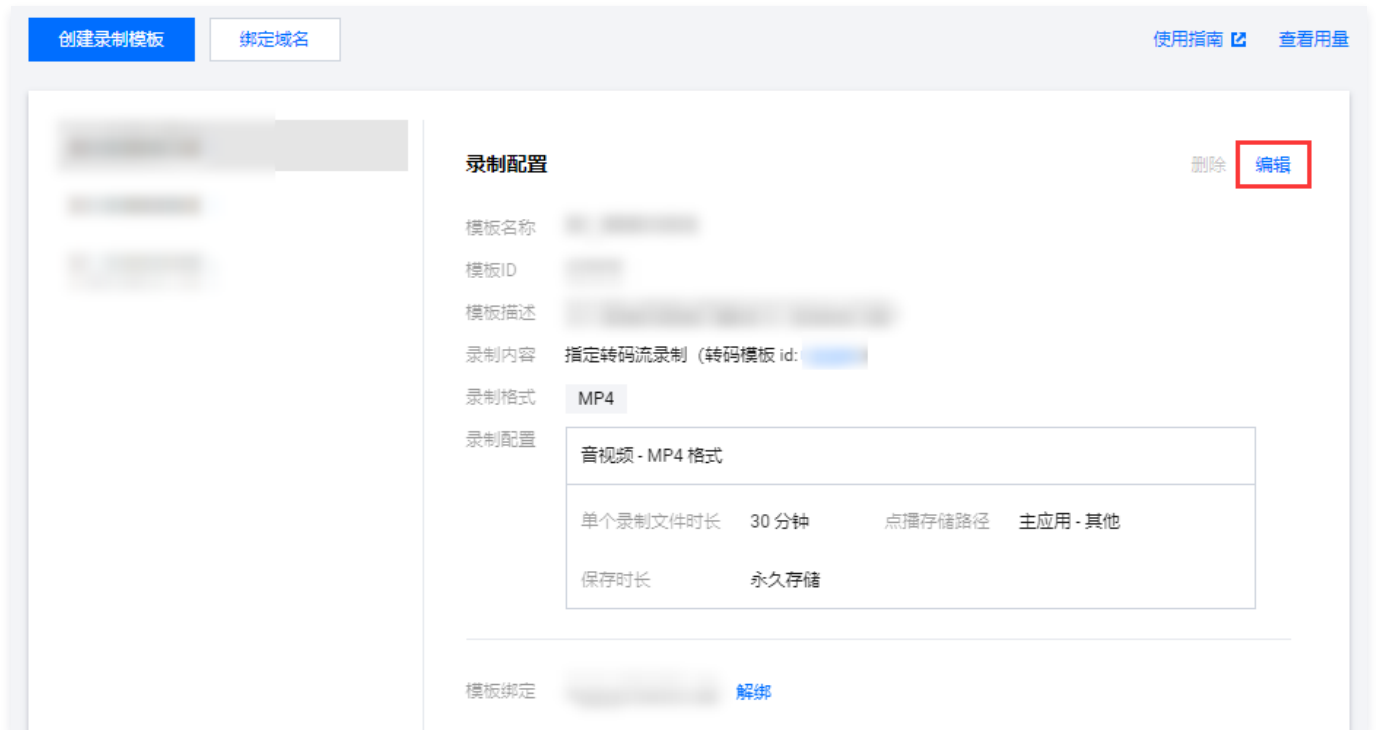 创建录制模板 绑定域名 使用指南 查看用量
录制配置 删除 编辑
模板名称
模板ID
模板描述
录制内容 指定转码流录制（转码模板 id:
录制格式 MP4
录制配置
音视频 - MP4 格式
单个录制文件时长 30 分钟 点播存储路径 主应用 - 其他
保存时长 永久存储
模板绑定 解绑